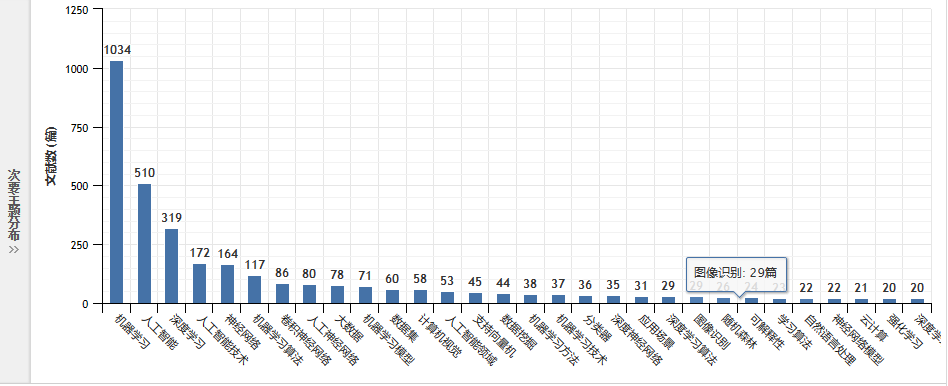 次要主题分布 >>
文献数(篇)
1250
1000
750
500
250
0
1034
510
319
172
164
117
86
80
78
71
60
58
53
45
44
38
37
36
35
31
29
29
26
24
23
22
22
21
20
20
图像识别: 29篇
机器学习
人工智能
深度学习
人工智能技术
神经网络
机器学习算法
卷积神经网络
人工神经网络
大数据
机器学习模型
数据集
计算机视觉
人工智能领域
支持向量机
数据挖掘
机器学习方法
机器学习技术
分类器
深度神经网络
应用场景
深度学习算法
图像识别
随机森林
可解释性
学习算法
自然语言处理
神经网络模型
云计算
强化学习
深度学